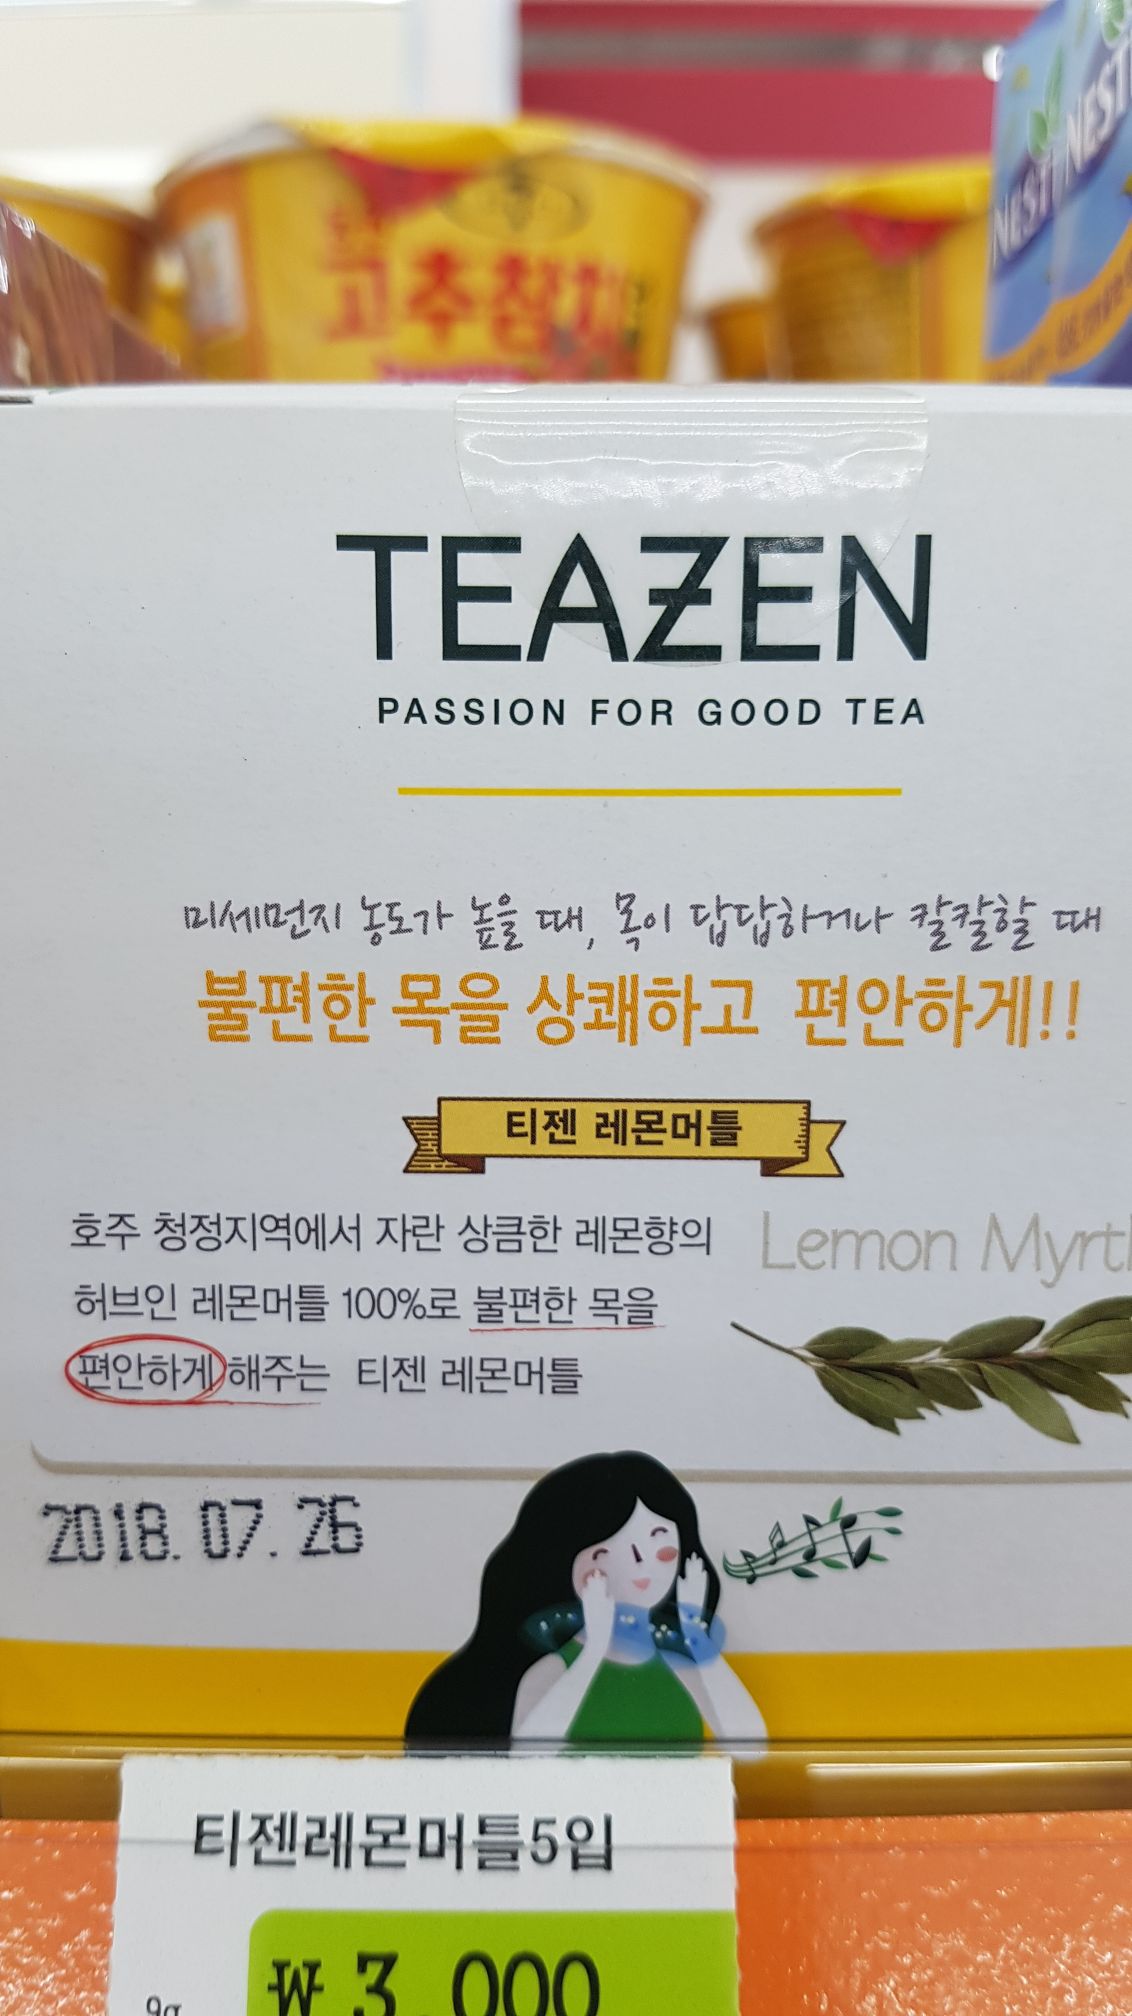 고추참치
NEST
NEST
TEAZEN
PASSION FOR GOOD TEA
미세먼지 농도가 높을 때, 목이 답답하거나 칼칼할 때
불편한 목을 상쾌하고 편안하게!!
티젠 레몬머틀
호주 청정지역에서 자란 상큼한 레몬향의
허브인 레몬머틀 100%로 불편한 목을
편안하게 해주는 티젠 레몬머틀
Lemon Myrtl
2018.07.26
티젠레몬머틀5입
₩ 3,000
9g